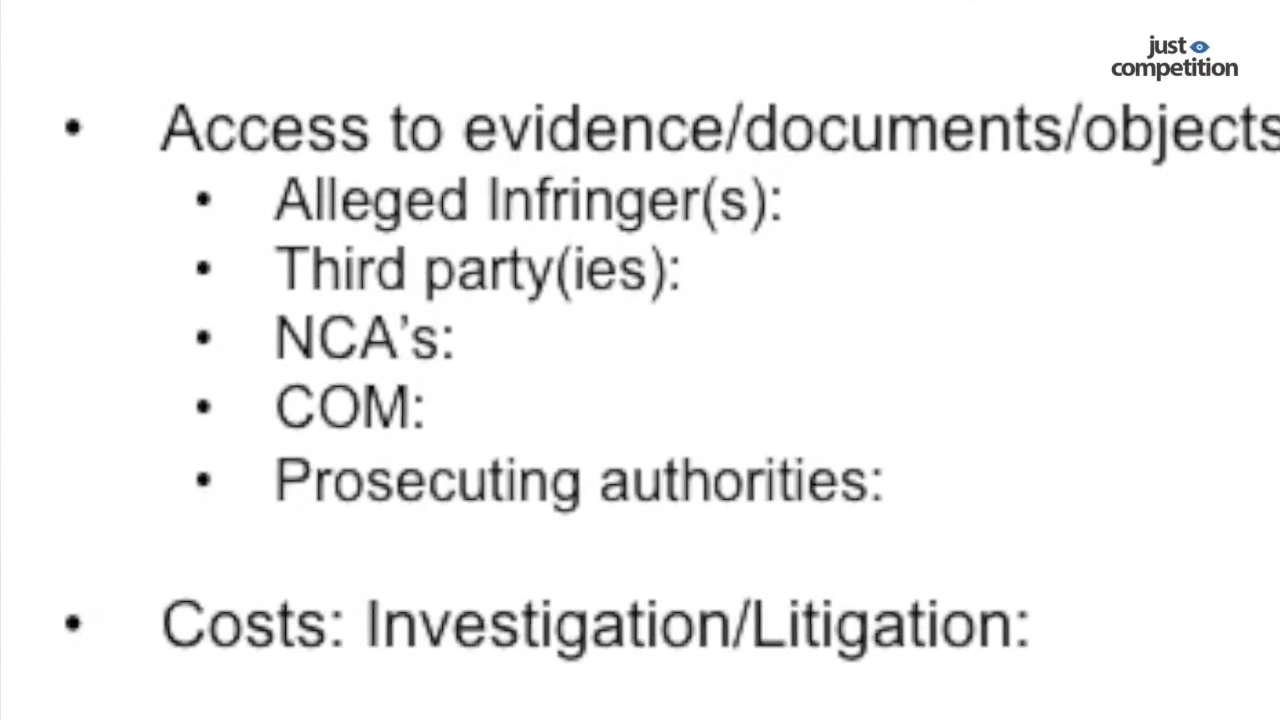 just
competition
• Access to evidence/documents/objects
• Alleged Infringer(s):
• Third party(ies):
• NCA’s:
• COM:
• Prosecuting authorities:
• Costs: Investigation/Litigation: